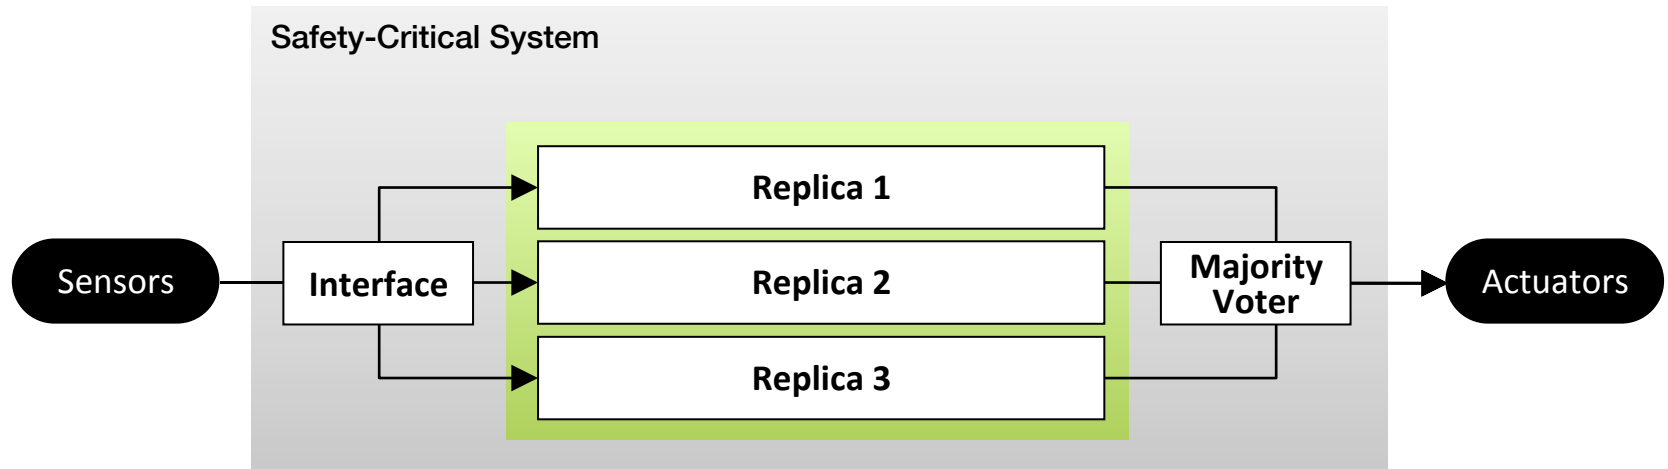 Safety-Critical System
Sensors
Interface
Replica 1
Replica 2
Replica 3
Majority
Voter
Actuators